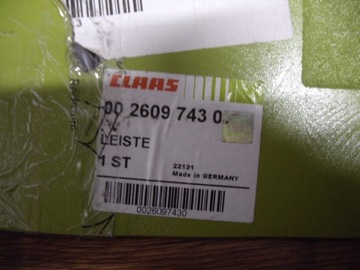 CLAAS
00 2609 743 0
LEISTE
1 ST
22131
Made in GERMANY
0026097430